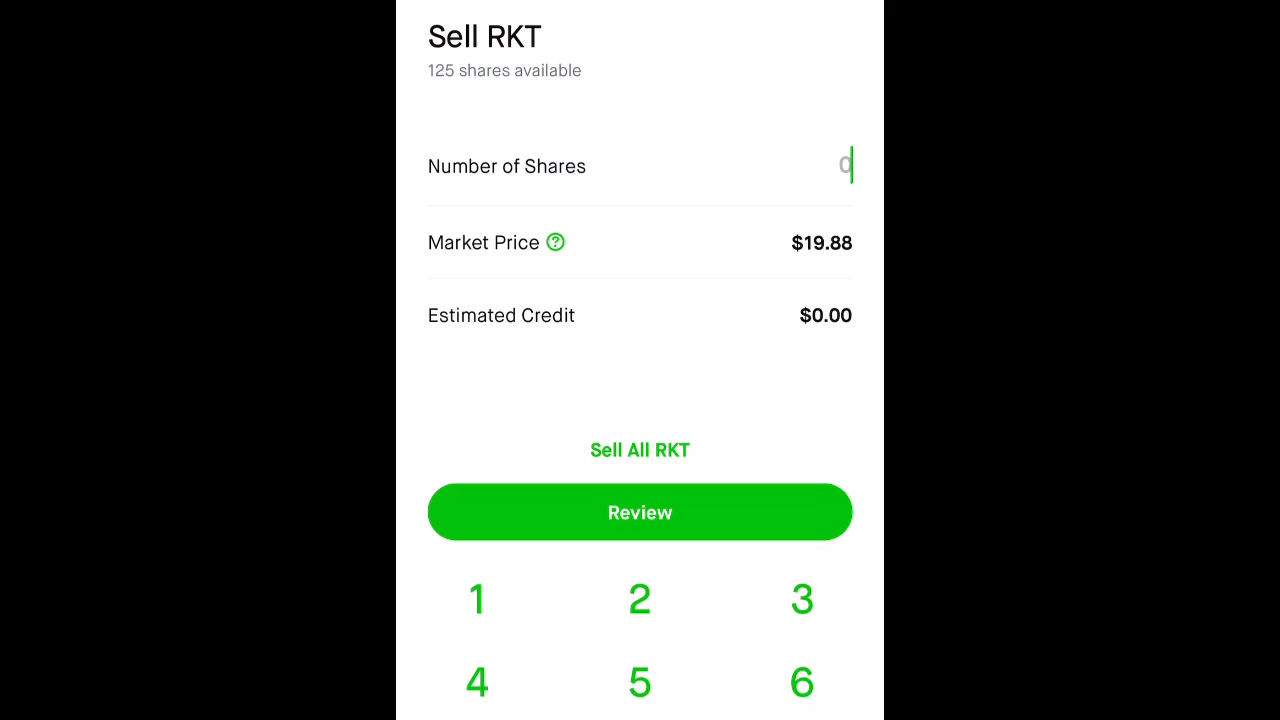 Sell RKT
125 shares available
Number of Shares 0
Market Price ? $19.88
Estimated Credit $0.00
Sell All RKT
Review
1 2 3
4 5 6